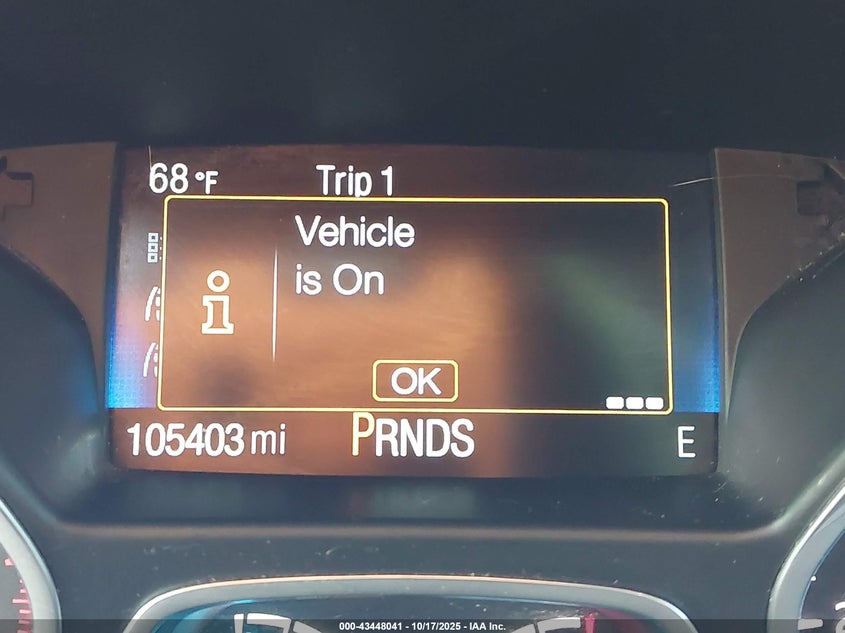 68 °F Trip 1
Vehicle
is On
i
OK
105403 mi PRNDS E
000-43448041 - 10/17/2025 - IAA Inc.